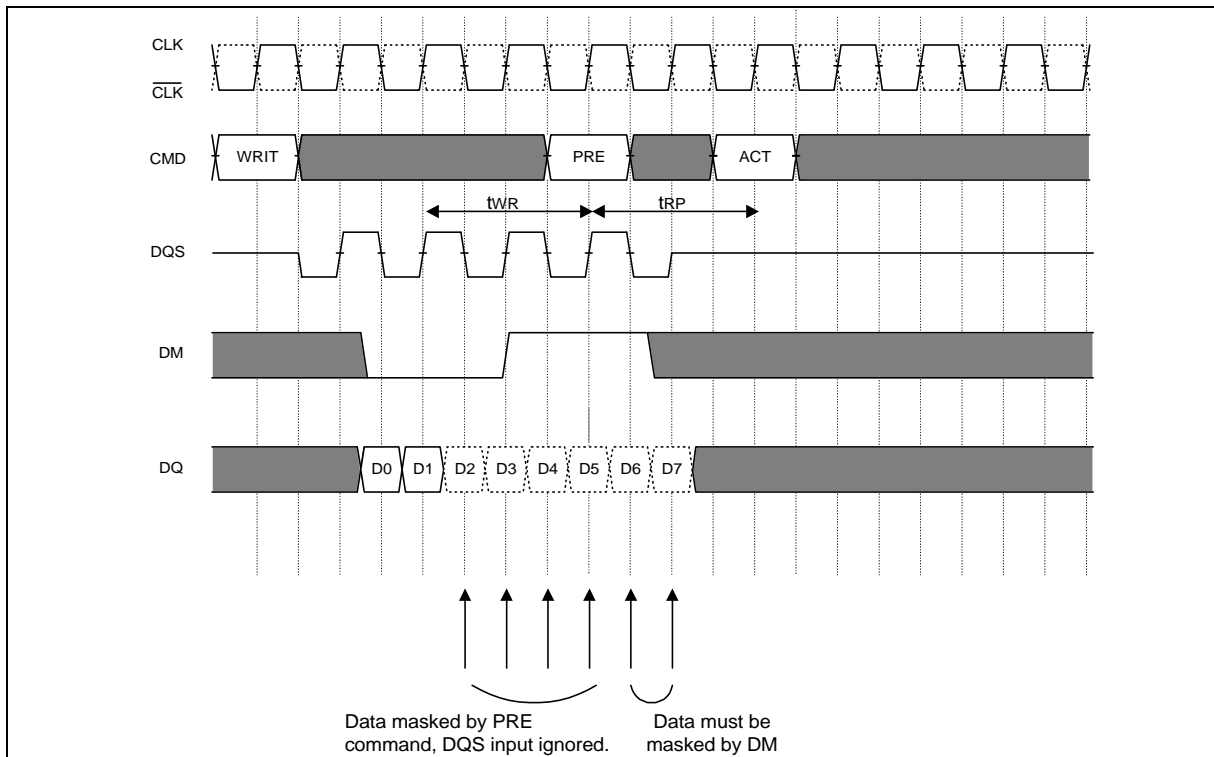 CLK
CLK
CMD WRIT PRE ACT
tWR tRP
DQS
DM
DQ D0 D1 D2 D3 D4 D5 D6 D7
Data masked by PRE Data must be
command, DQS input ignored. masked by DM